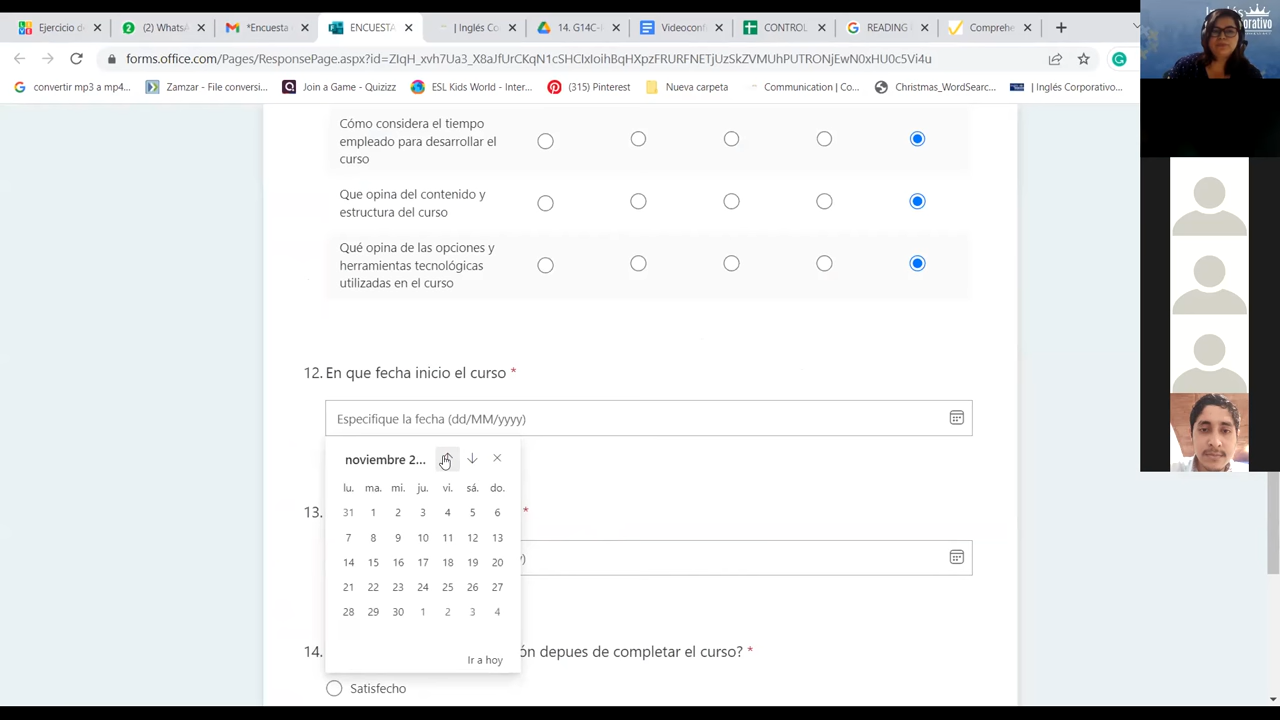 Ejercicio d
(2) WhatsA
*Encuesta
ENCUESTA
| Inglés Co
14. G14C-
Videoconf
CONTROL
READING
Comprehe
forms.office.com/Pages/ResponsePage.aspx?id=
convertir mp3 a mp4...
Zamzar - File conversi...
Join a Game - Quizizz
ESL Kids World - Inter...
(315) Pinterest
Nueva carpeta
Communication | Co...
Christmas_WordSearc...
| Inglés Corporativo...
Inglés
Corporativo
Cómo considera el tiempo
empleado para desarrollar el
curso
Que opina del contenido y
estructura del curso
Qué opina de las opciones y
herramientas tecnológicas
utilizadas en el curso
12. En que fecha inicio el curso *
Especifique la fecha (dd/MM/yyyy)
noviembre 2...
lu. ma. mi. ju. vi. sá. do.
31 1 2 3 4 5 6
7 8 9 10 11 12 13
14 15 16 17 18 19 20
21 22 23 24 25 26 27
28 29 30 1 2 3 4
Ir a hoy
13. *
14. ón depues de completar el curso? *
Satisfecho